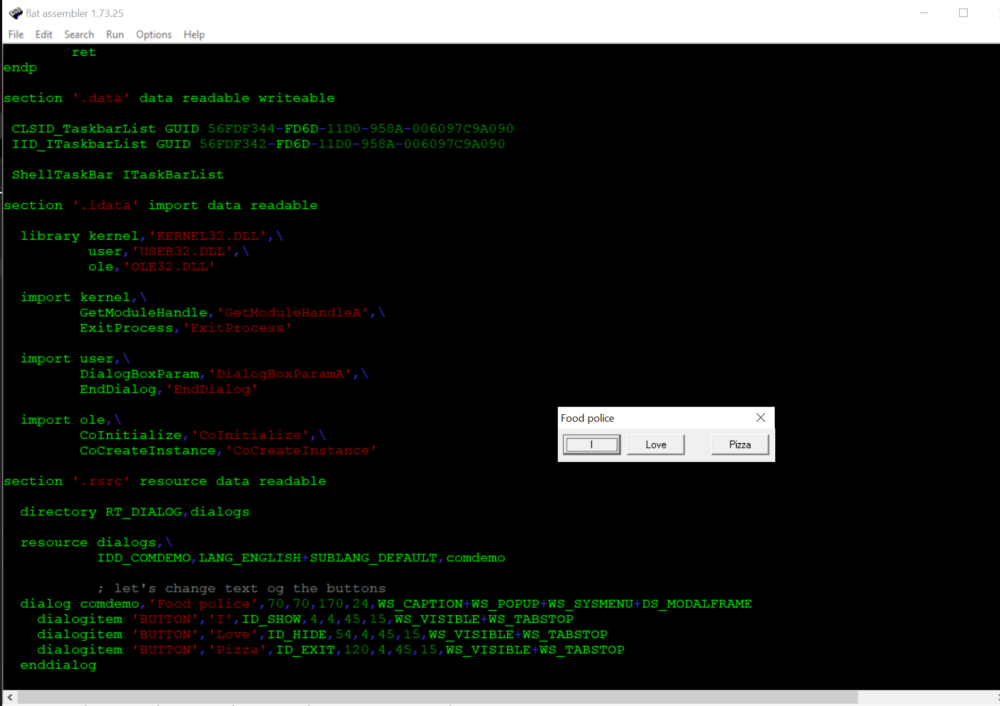 flat assembler 1.73.25
File Edit Search Run Options Help
ret
endp
section '.data' data readable writeable
CLSID_TaskbarList GUID 56FDF344-FD6D-11D0-958A-006097C9A090
IID_ITaskbarList GUID 56FDF342-FD6D-11D0-958A-006097C9A090
ShellTaskBar ITaskBarList
section '.idata' import data readable
library kernel,'KERNEL32.DLL',\
user,'USER32.DLL',\
ole,'OLE32.DLL'
import kernel,\
GetModuleHandle,'GetModuleHandleA',\
ExitProcess,'ExitProcess'
import user,\
DialogBoxParam,'DialogBoxParamA',\
EndDialog,'EndDialog'
import ole,\
CoInitialize,'CoInitialize',\
CoCreateInstance,'CoCreateInstance'
section '.rsrc' resource data readable
directory RT_DIALOG,dialogs
resource dialogs,\
IDD_COMDEMO,LANG_ENGLISH+SUBLANG_DEFAULT,comdemo
; let's change text og the buttons
dialog comdemo,'Food police',70,70,170,24,WS_CAPTION+WS_POPUP+WS_SYSMENU+DS_MODALFRAME
dialogitem 'BUTTON','I',ID_SHOW,4,4,45,15,WS_VISIBLE+WS_TABSTOP
dialogitem 'BUTTON','Love',ID_HIDE,54,4,45,15,WS_VISIBLE+WS_TABSTOP
dialogitem 'BUTTON','Pizza',ID_EXIT,120,4,45,15,WS_VISIBLE+WS_TABSTOP
enddialog
Food police
I Love Pizza